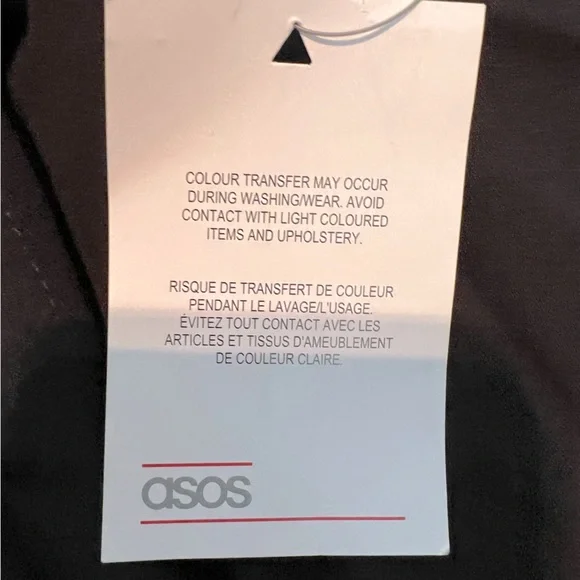 COLOUR TRANSFER MAY OCCUR
DURING WASHING/WEAR. AVOID
CONTACT WITH LIGHT COLOURED
ITEMS AND UPHOLSTERY.
RISQUE DE TRANSFERT DE COULEUR
PENDANT LE LAVAGE/L'USAGE.
ÉVITEZ TOUT CONTACT AVEC LES
ARTICLES ET TISSUS D'AMEUBLEMENT
DE COULEUR CLAIRE.
asos